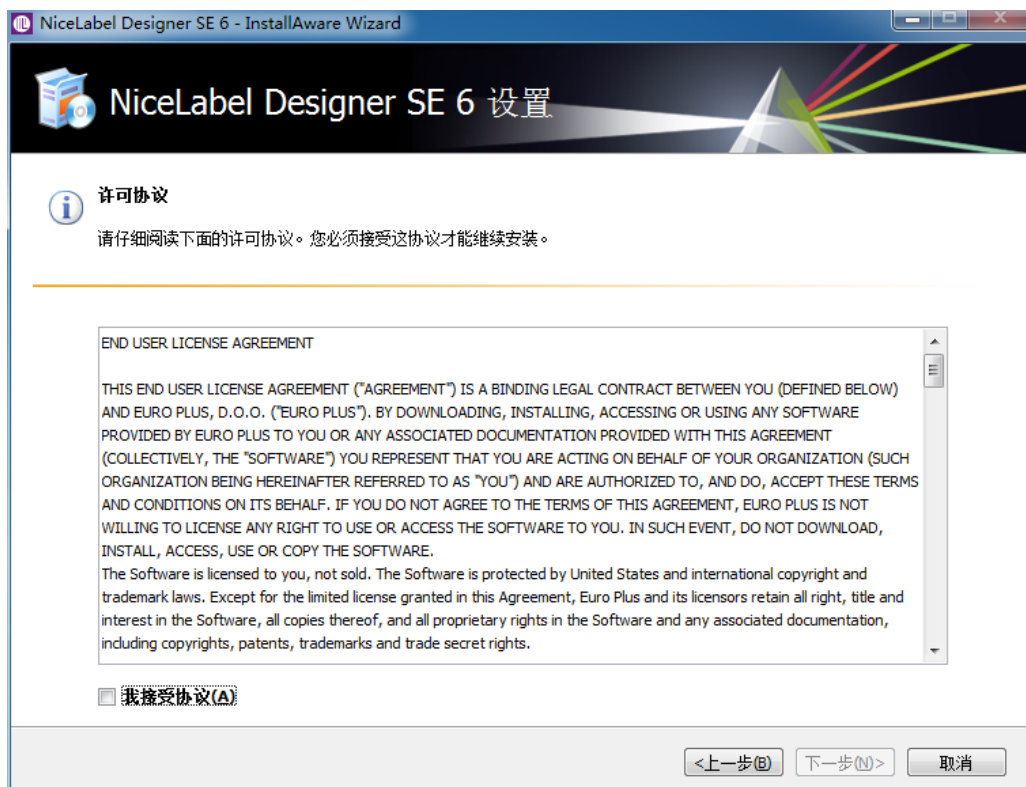 NiceLabel Designer SE 6 - InstallAware Wizard
NiceLabel Designer SE 6 设置
许可协议
请仔细阅读下面的许可协议。您必须接受这协议才能继续安装。
END USER LICENSE AGREEMENT
THIS END USER LICENSE AGREEMENT ("AGREEMENT") IS A BINDING LEGAL CONTRACT BETWEEN YOU (DEFINED BELOW)
AND EURO PLUS, D.O.O. ("EURO PLUS"). BY DOWNLOADING, INSTALLING, ACCESSING OR USING ANY SOFTWARE
PROVIDED BY EURO PLUS TO YOU OR ANY ASSOCIATED DOCUMENTATION PROVIDED WITH THIS AGREEMENT
(COLLECTIVELY, THE "SOFTWARE") YOU REPRESENT THAT YOU ARE ACTING ON BEHALF OF YOUR ORGANIZATION (SUCH
ORGANIZATION BEING HEREINAFTER REFERRED TO AS "YOU") AND ARE AUTHORIZED TO, AND DO, ACCEPT THESE TERMS
AND CONDITIONS ON ITS BEHALF. IF YOU DO NOT AGREE TO THE TERMS OF THIS AGREEMENT, EURO PLUS IS NOT
WILLING TO LICENSE ANY RIGHT TO USE OR ACCESS THE SOFTWARE TO YOU. IN SUCH EVENT, DO NOT DOWNLOAD,
INSTALL, ACCESS, USE OR COPY THE SOFTWARE.
The Software is licensed to you, not sold. The Software is protected by United States and international copyright and
trademark laws. Except for the limited license granted in this Agreement, Euro Plus and its licensors retain all right, title and
interest in the Software, all copies thereof, and all proprietary rights in the Software and any associated documentation,
including copyrights, patents, trademarks and trade secret rights.
我接受协议(A)
<上一步(B) 下一步(N)> 取消